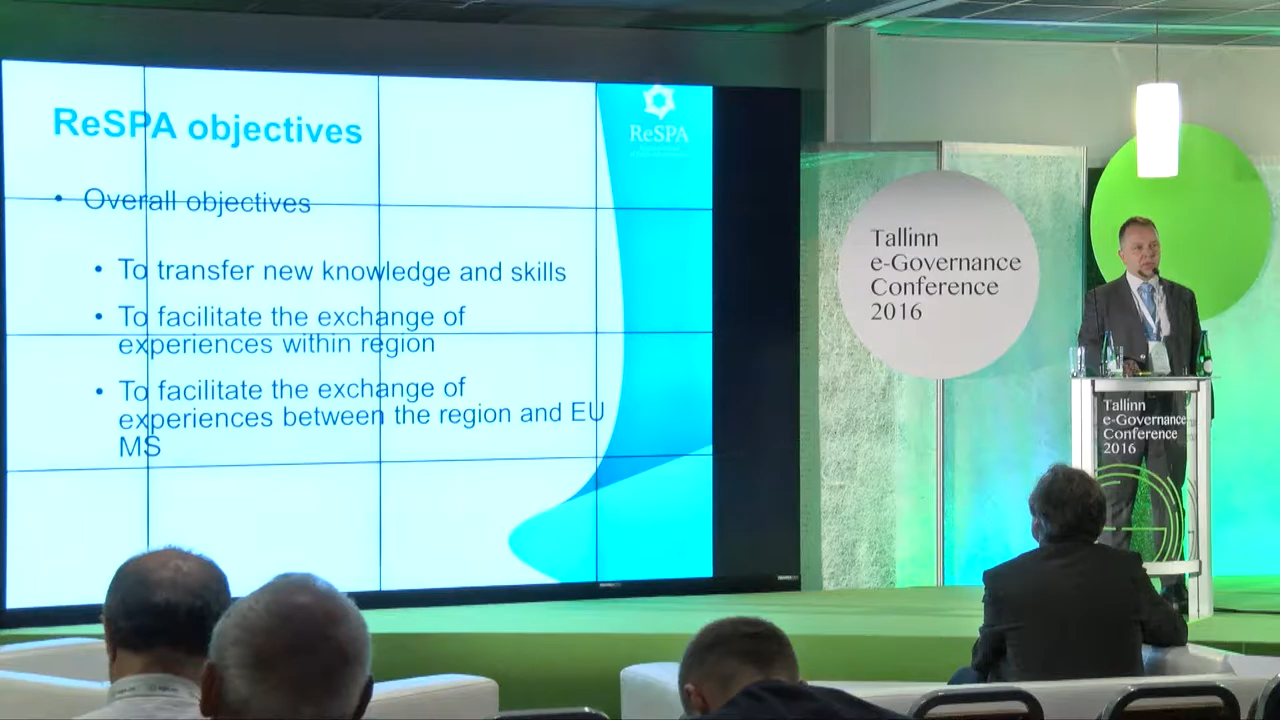 ReSPA objectives
ReSPA
• Overall objectives
• To transfer new knowledge and skills
• To facilitate the exchange of
experiences within region
• To facilitate the exchange of
experiences between the region and EU
MS
Tallinn
e-Governance
Conference
2016
Tallinn
e-Governance
Conference
2016